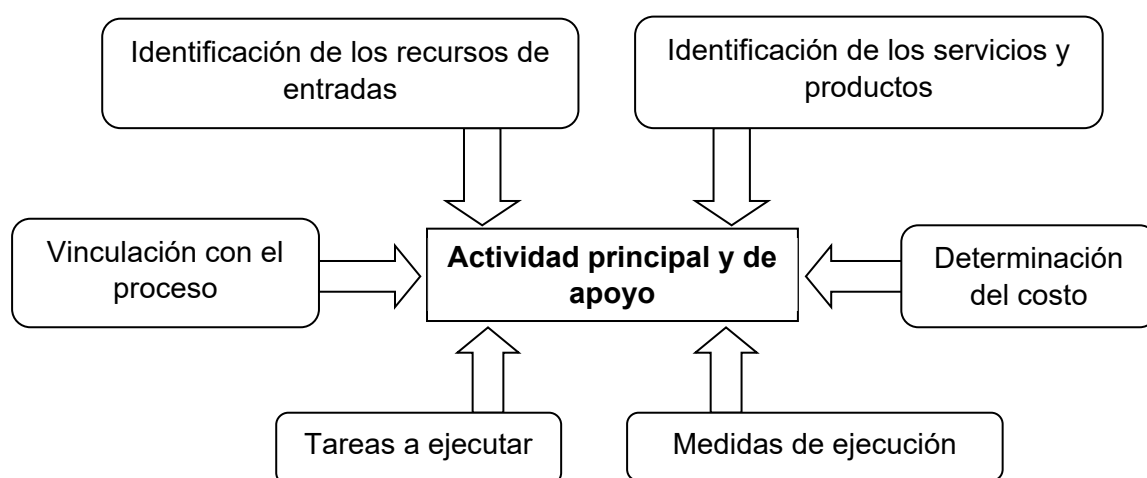 Identificación de los recursos de
entradas
Identificación de los servicios y
productos
Vinculación con el
proceso
Actividad principal y de
apoyo
Determinación
del costo
Tareas a ejecutar
Medidas de ejecución